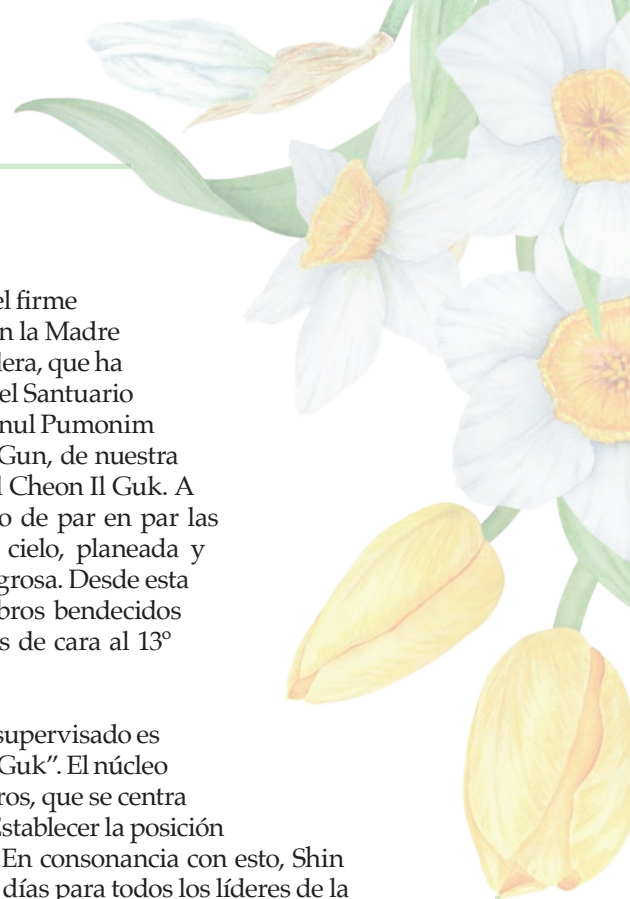 el firme
n la Madre
lera, que ha
el Santuario
nul Pumonim
Gun, de nuestra
l Cheon Il Guk. A
o de par en par las
cielo, planeada y
grosa. Desde esta
bros bendecidos
s de cara al 13º
supervisado es
Guk”. El núcleo
ros, que se centra
Establecer la posición
En consonancia con esto, Shin
días para todos los líderes de la